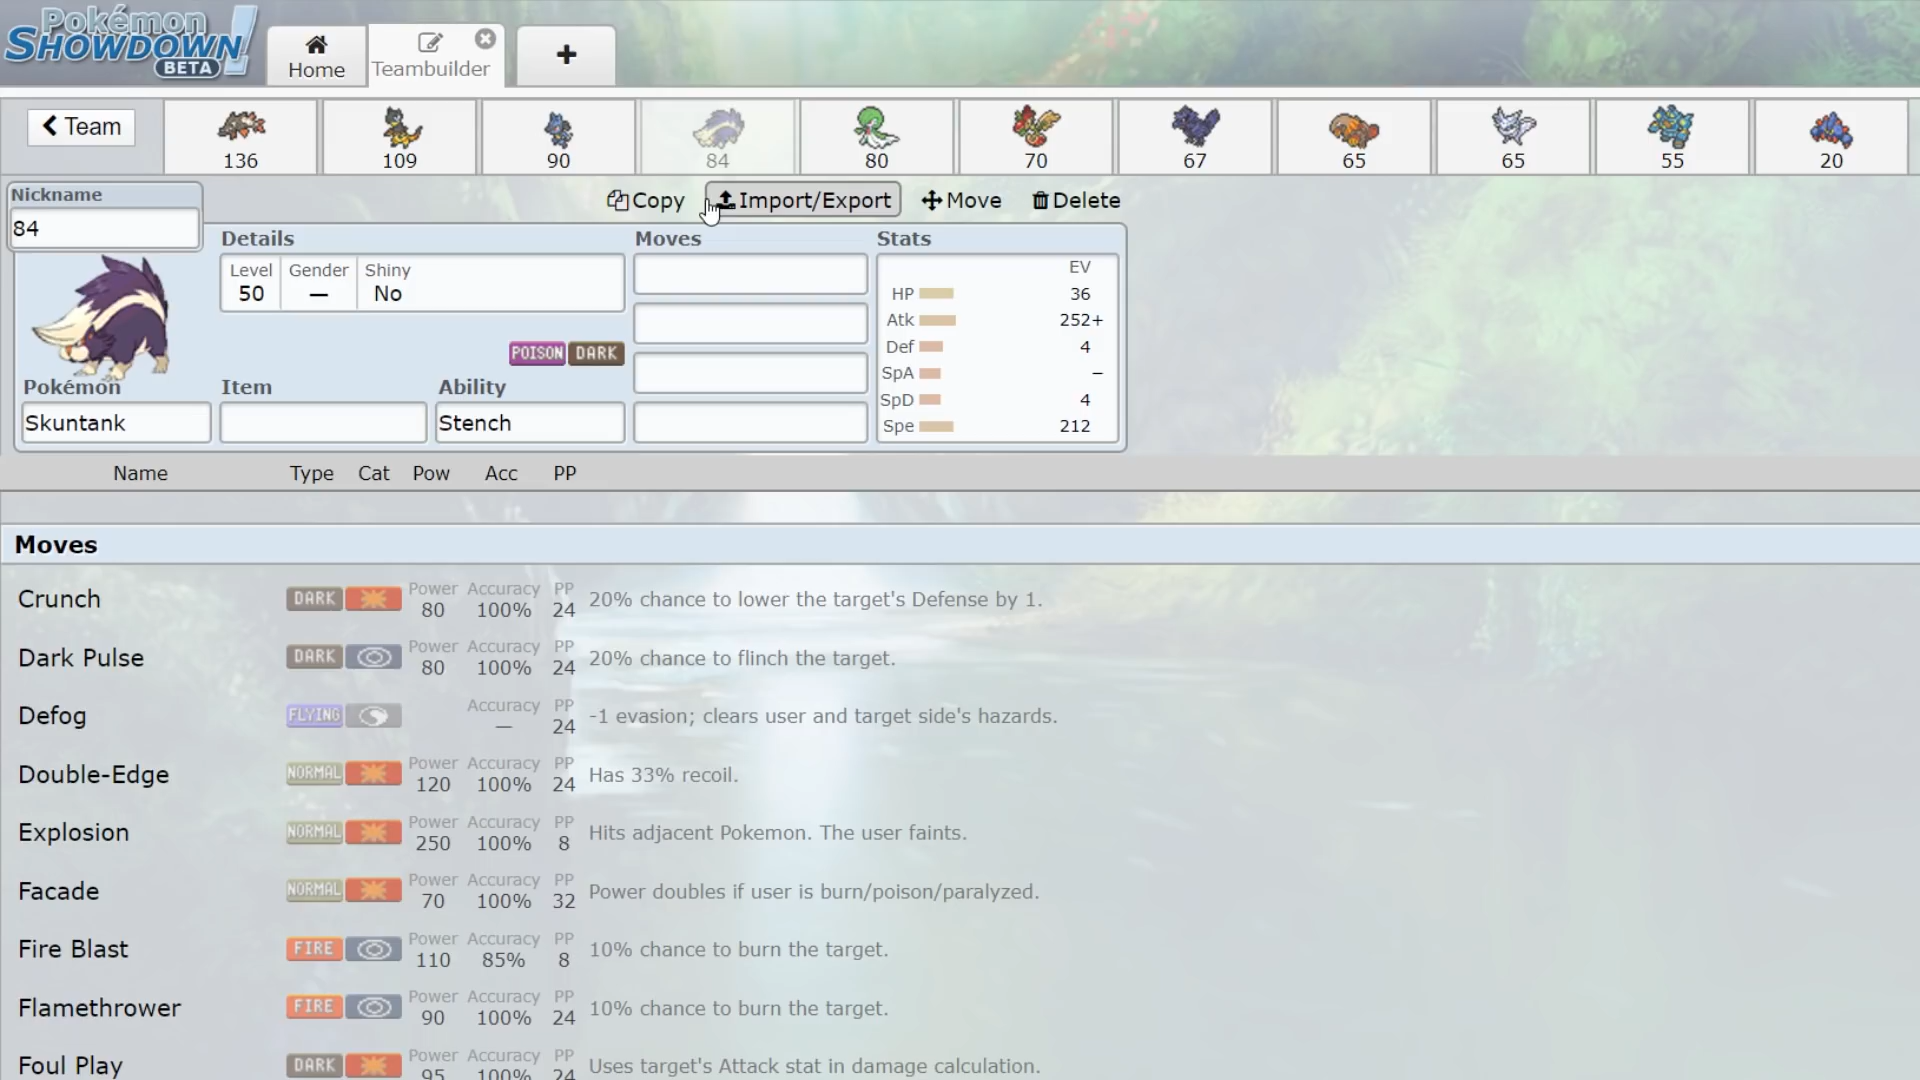 Pokémon
SHOWDOWN!
BETA
Home
Teambuilder
+
Team
136
109
90
84
80
70
67
65
65
55
20
Nickname
84
Copy
Import/Export
Move
Delete
Details
Moves
Stats
Level
Gender
Shiny
50
—
No
POISON
DARK
EV
HP 36
Atk 252+
Def 4
SpA –
SpD 4
Spe 212
Pokémon
Item
Ability
Skuntank
Stench
Name Type Cat Pow Acc PP
Moves
Crunch DARK Power 80 Accuracy 100% PP 24 20% chance to lower the target's Defense by 1.
Dark Pulse DARK Power 80 Accuracy 100% PP 24 20% chance to flinch the target.
Defog FLYING Accuracy — PP 24 -1 evasion; clears user and target side's hazards.
Double-Edge NORMAL Power 120 Accuracy 100% PP 24 Has 33% recoil.
Explosion NORMAL Power 250 Accuracy 100% PP 8 Hits adjacent Pokemon. The user faints.
Facade NORMAL Power 70 Accuracy 100% PP 32 Power doubles if user is burn/poison/paralyzed.
Fire Blast FIRE Power 110 Accuracy 85% PP 8 10% chance to burn the target.
Flamethrower FIRE Power 90 Accuracy 100% PP 24 10% chance to burn the target.
Foul Play DARK Power 95 Accuracy 100% PP 24 Uses target's Attack stat in damage calculation.